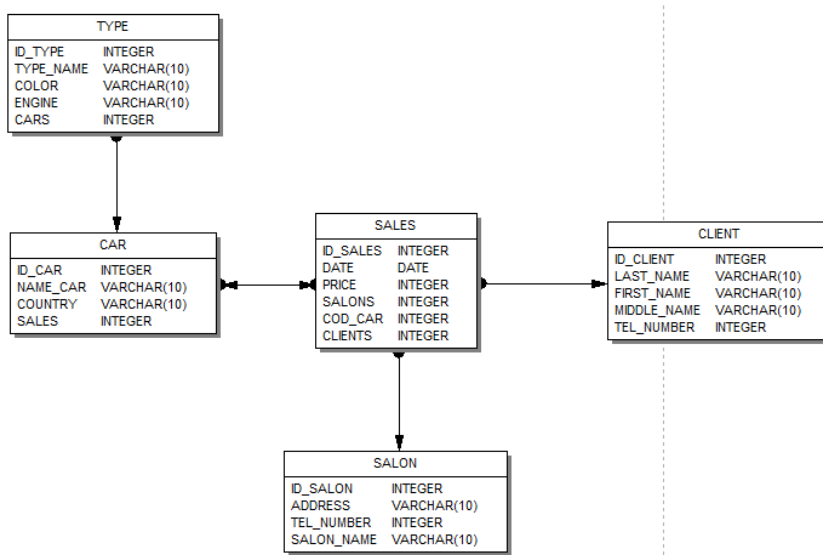 TYPE
ID_TYPE INTEGER
TYPE_NAME VARCHAR(10)
COLOR VARCHAR(10)
ENGINE VARCHAR(10)
CARS INTEGER
CAR
ID_CAR INTEGER
NAME_CAR VARCHAR(10)
COUNTRY VARCHAR(10)
SALES INTEGER
SALES
ID_SALES INTEGER
DATE DATE
PRICE INTEGER
SALONS INTEGER
COD_CAR INTEGER
CLIENTS INTEGER
CLIENT
ID_CLIENT INTEGER
LAST_NAME VARCHAR(10)
FIRST_NAME VARCHAR(10)
MIDDLE_NAME VARCHAR(10)
TEL_NUMBER INTEGER
SALON
ID_SALON INTEGER
ADDRESS VARCHAR(10)
TEL_NUMBER INTEGER
SALON_NAME VARCHAR(10)